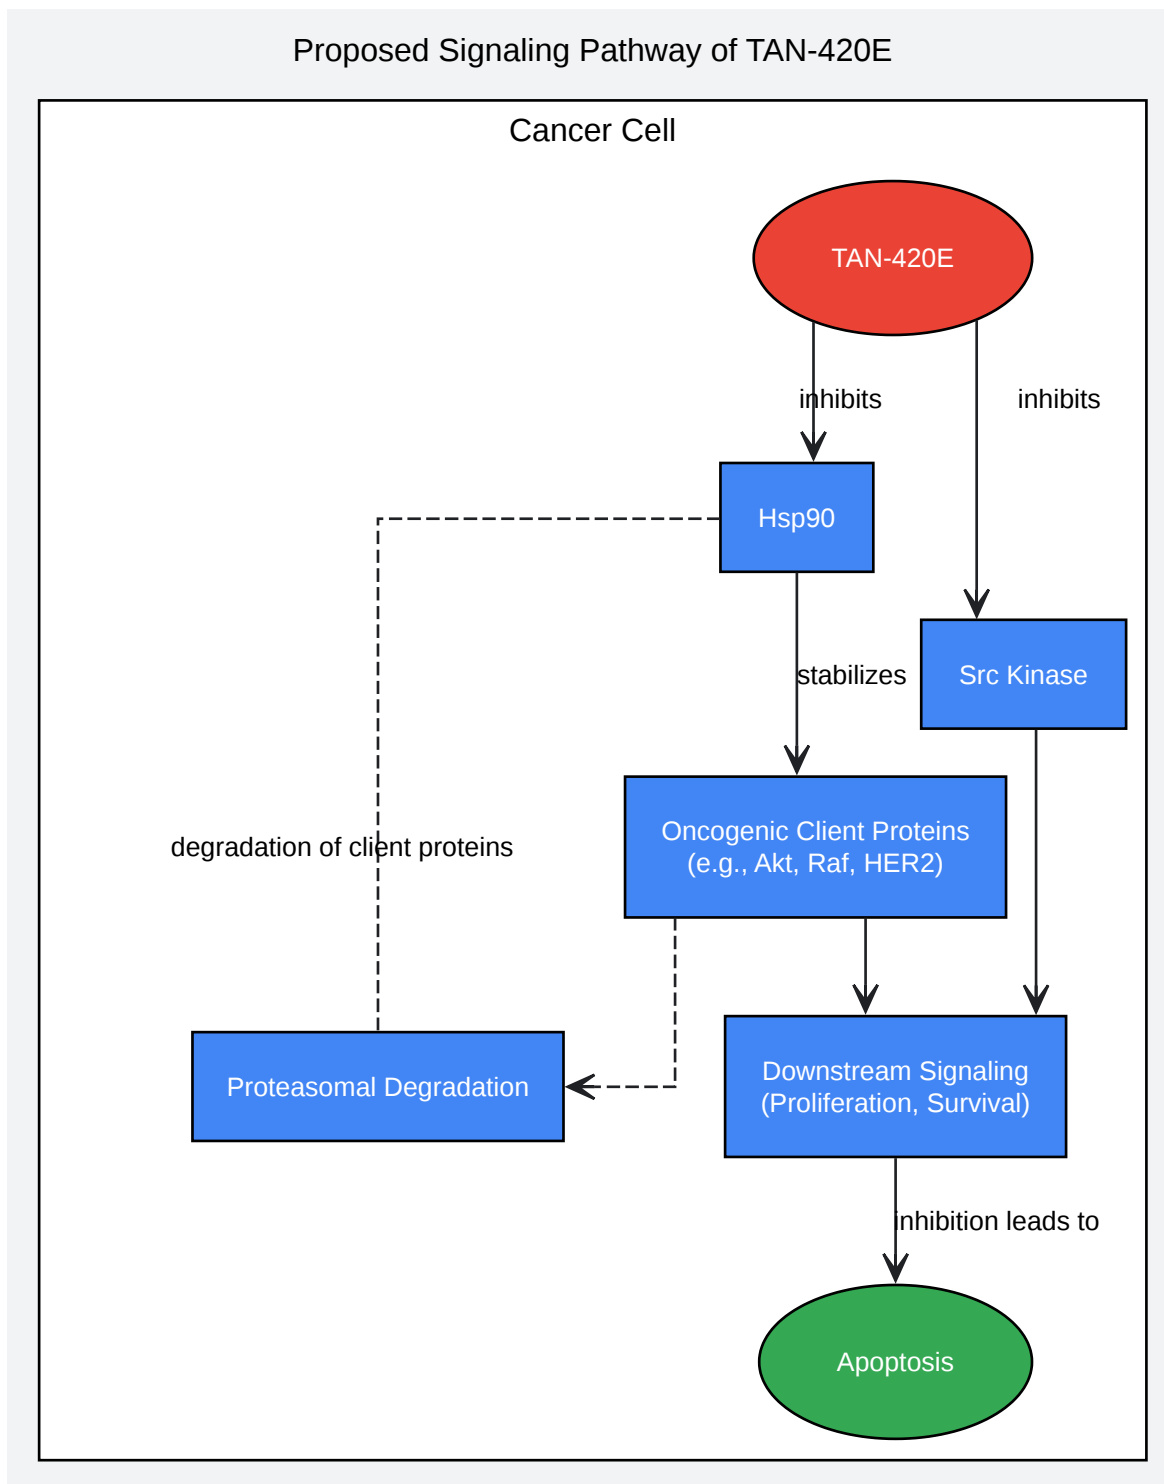 Proposed Signaling Pathway of TAN-420E
Cancer Cell
TAN-420E
inhibits
inhibits
Hsp90
stabilizes
Src Kinase
Oncogenic Client Proteins
(e.g., Akt, Raf, HER2)
degradation of client proteins
Proteasomal Degradation
Downstream Signaling
(Proliferation, Survival)
inhibition leads to
Apoptosis